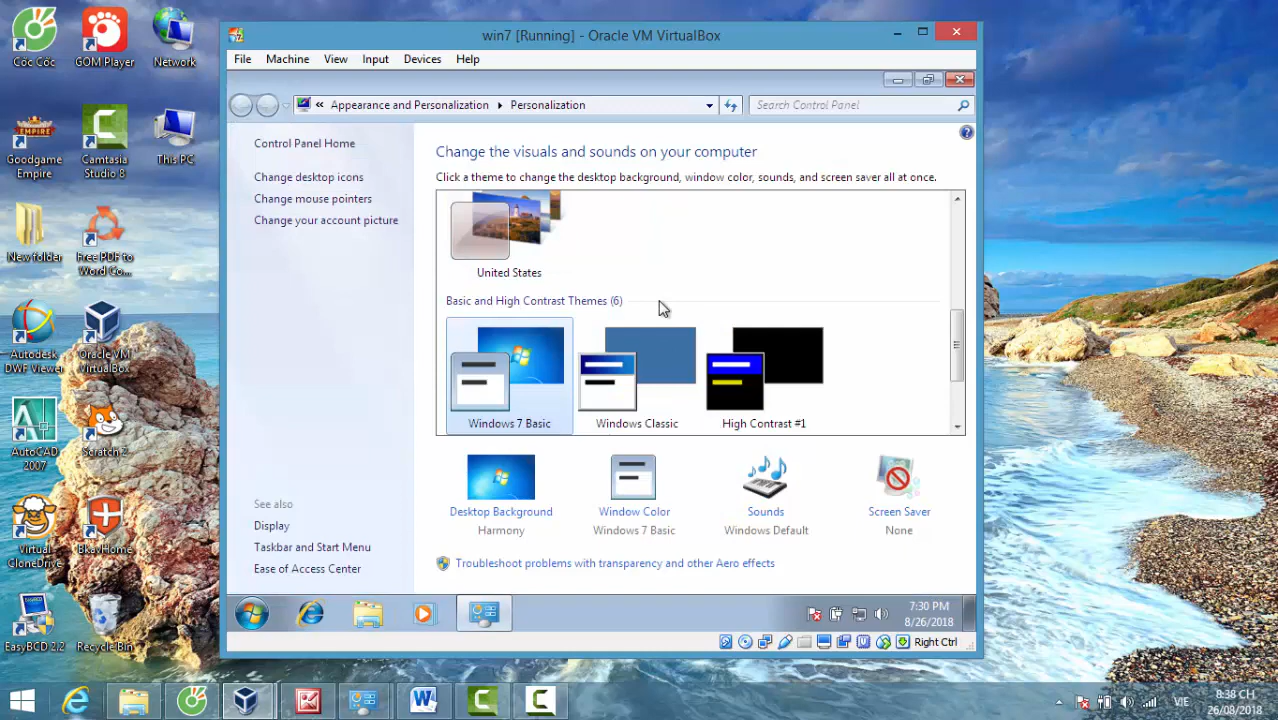 Cốc Cốc
GOM Player
Network
Goodgame Empire
Camtasia Studio 8
This PC
New folder
Free PDF to Word Co...
Autodesk DWF Viewer
Oracle VM VirtualBox
AutoCAD 2007
Scratch 2
Virtual CloneDrive
BkavHome
EasyBCD 2.2
Recycle Bin
win7 [Running] - Oracle VM VirtualBox
File Machine View Input Devices Help
« Appearance and Personalization Personalization
Search Control Panel
Control Panel Home
Change desktop icons
Change mouse pointers
Change your account picture
See also
Display
Taskbar and Start Menu
Ease of Access Center
Change the visuals and sounds on your computer
Click a theme to change the desktop background, window color, sounds, and screen saver all at once.
United States
Basic and High Contrast Themes (6)
Windows 7 Basic
Windows Classic
High Contrast #1
Desktop Background
Harmony
Window Color
Windows 7 Basic
Sounds
Windows Default
Screen Saver
None
Troubleshoot problems with transparency and other Aero effects
7:30 PM
8/26/2018
Right Ctrl
VIE
8:38 CH
26/08/2018